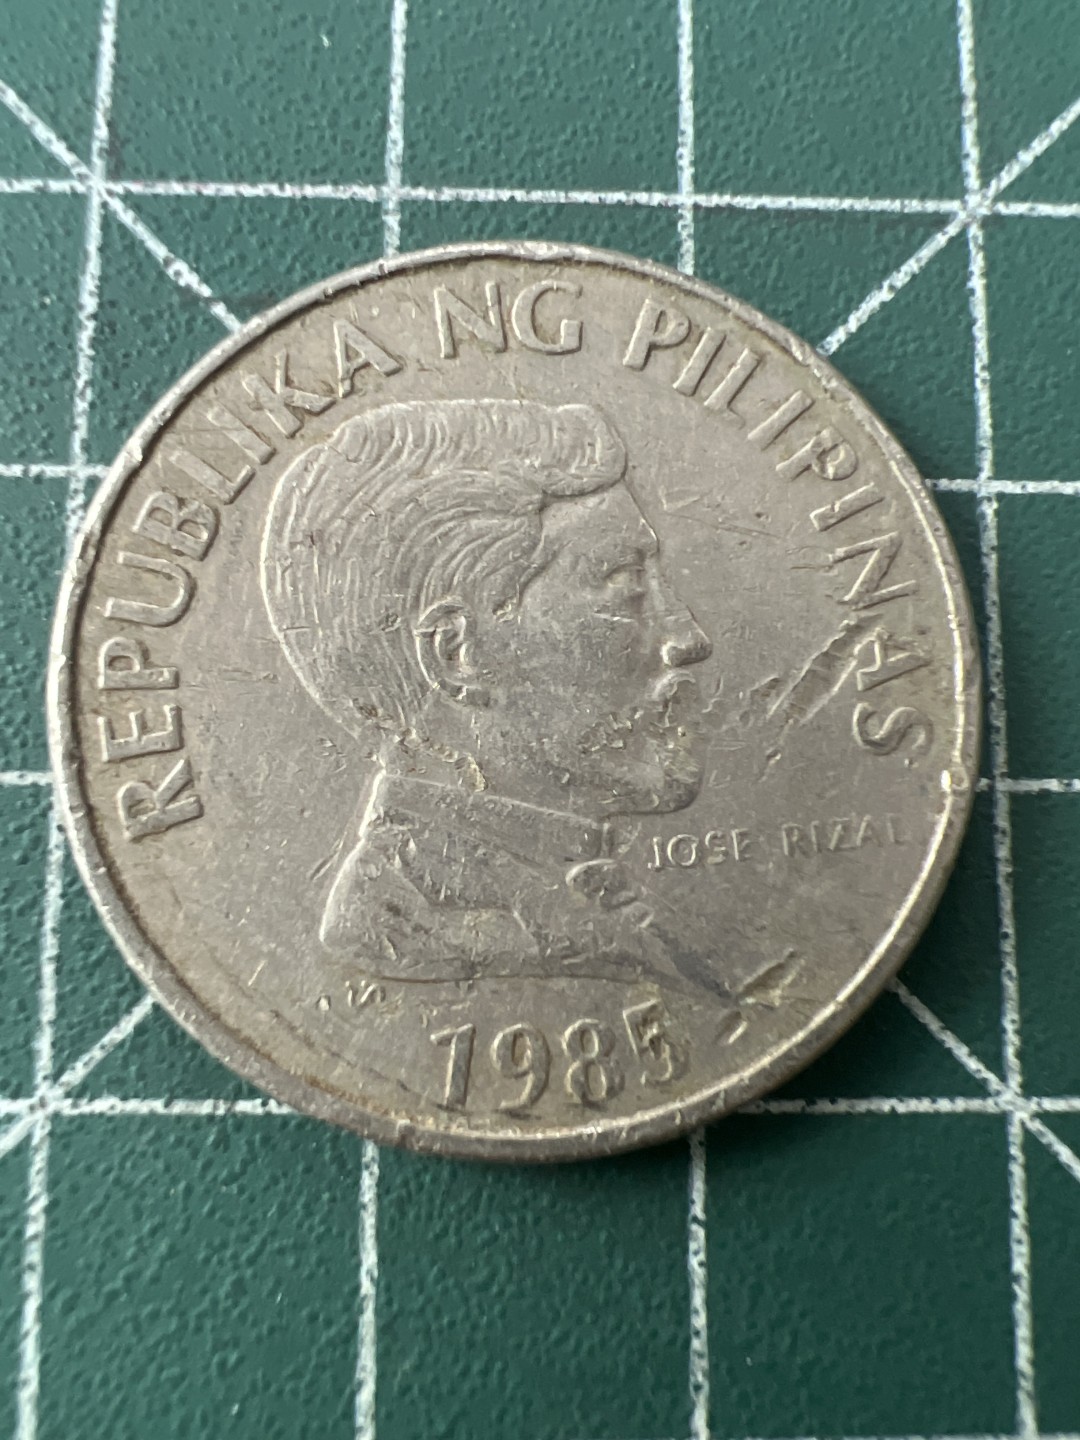 REPUBLIKA NG PILIPINAS
JOSE RIZAL
1985